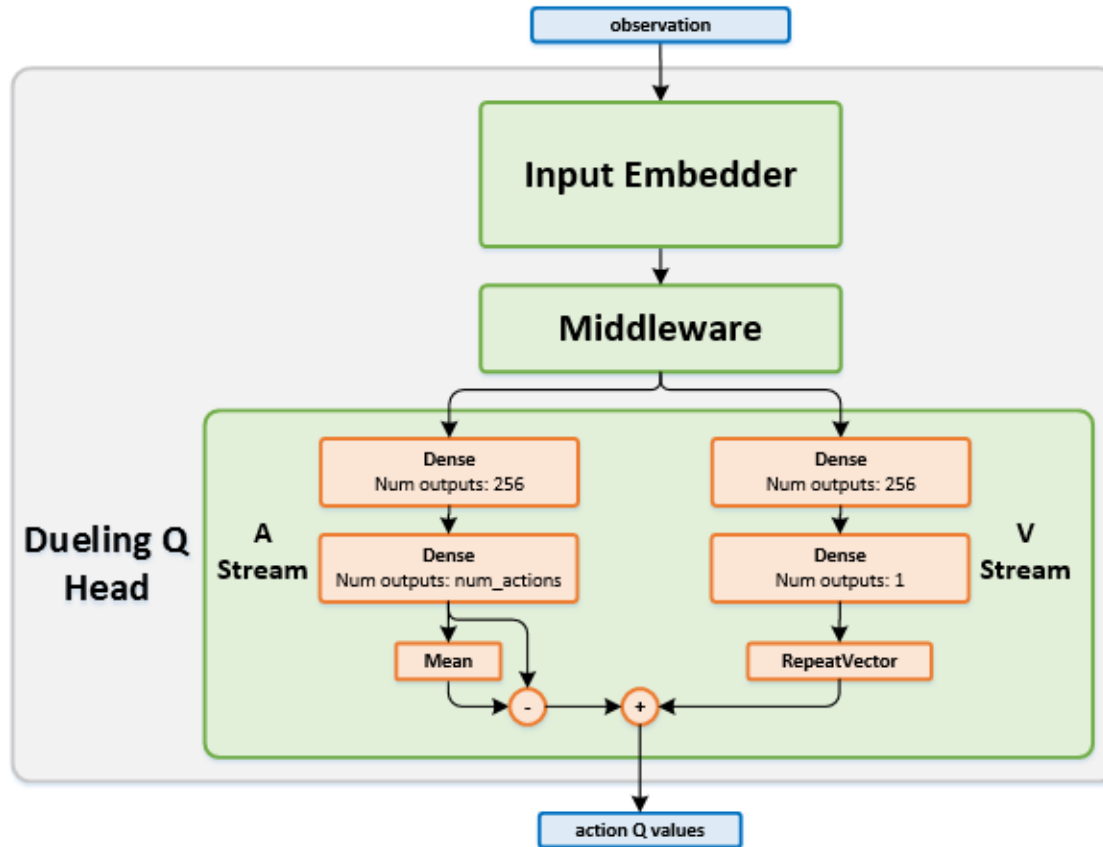 observation
Input Embedder
Middleware
Dense
Num outputs: 256
Dense
Num outputs: 256
Dueling Q
Head
A
Stream
Dense
Num outputs: num_actions
Dense
Num outputs: 1
V
Stream
Mean
RepeatVector
-
+
action Q values